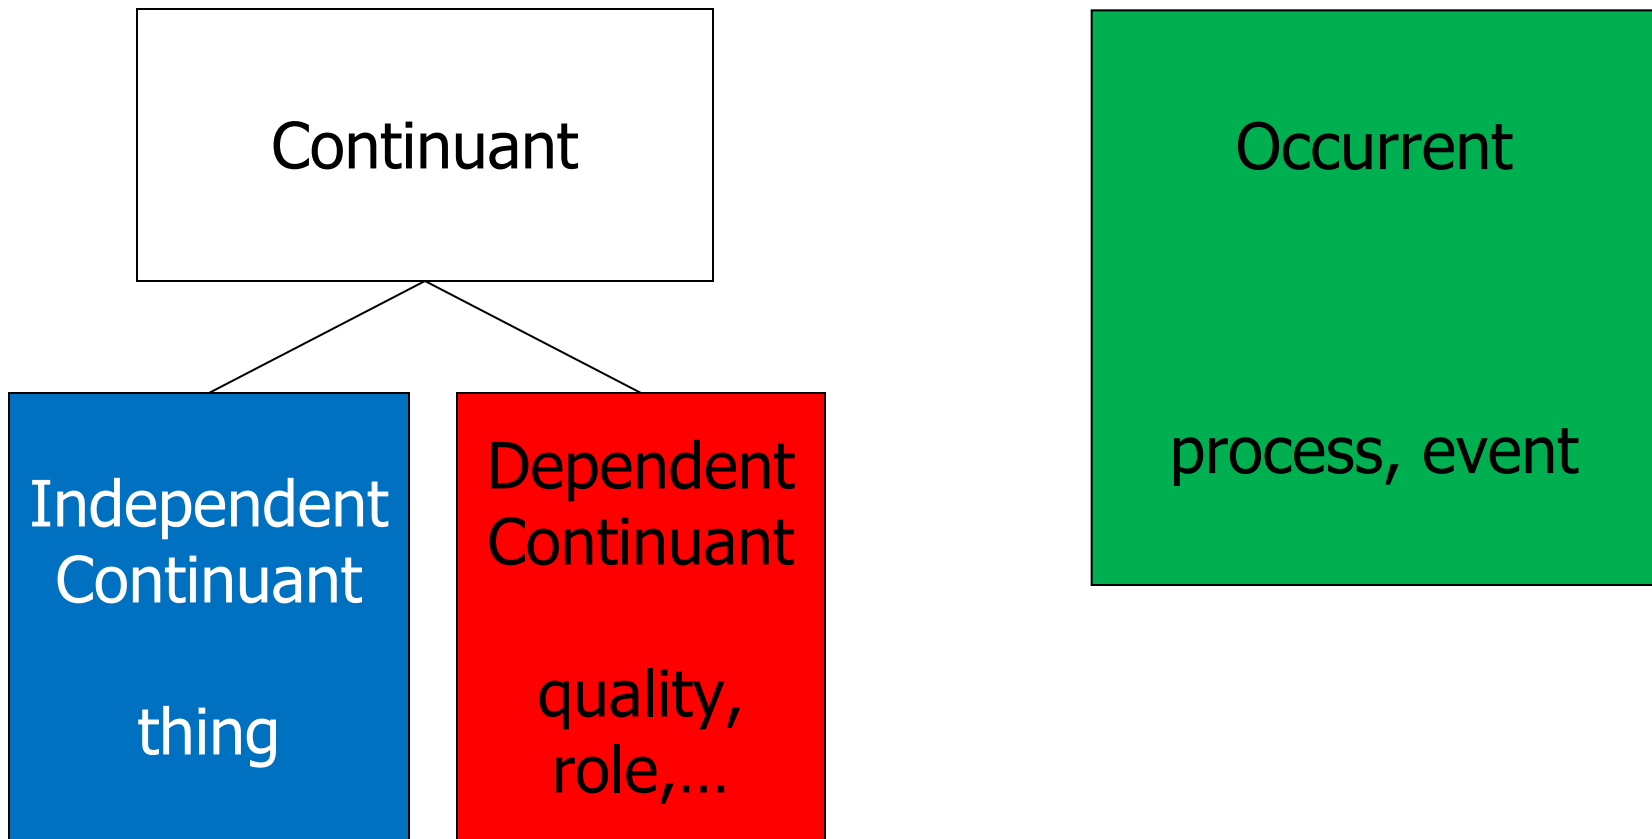 Continuant
Independent
Continuant
thing
Dependent
Continuant
quality,
role,…
Occurrent
process, event